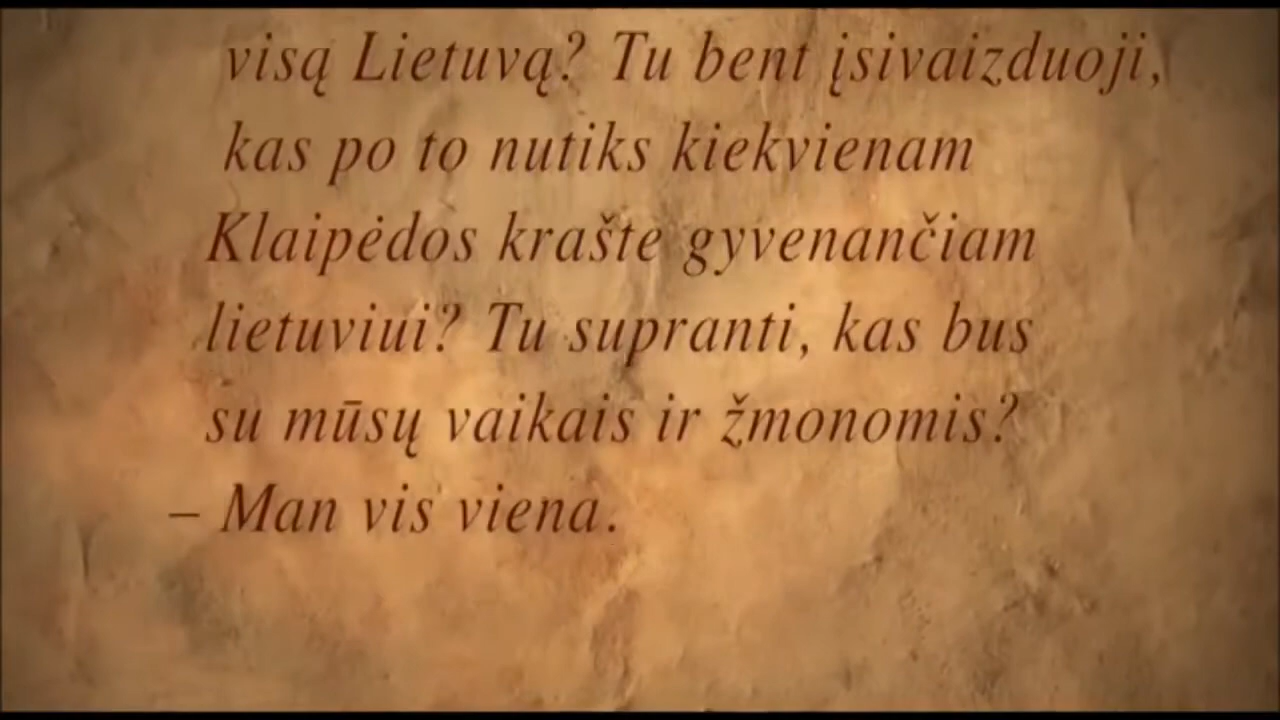 visą Lietuvą? Tu bent įsivaizduoji,
kas po to nutiks kiekvienam
Klaipėdos krašte gyvenančiam
lietuviui? Tu supranti, kas bus
su mūsų vaikais ir žmonomis?
– Man vis viena.